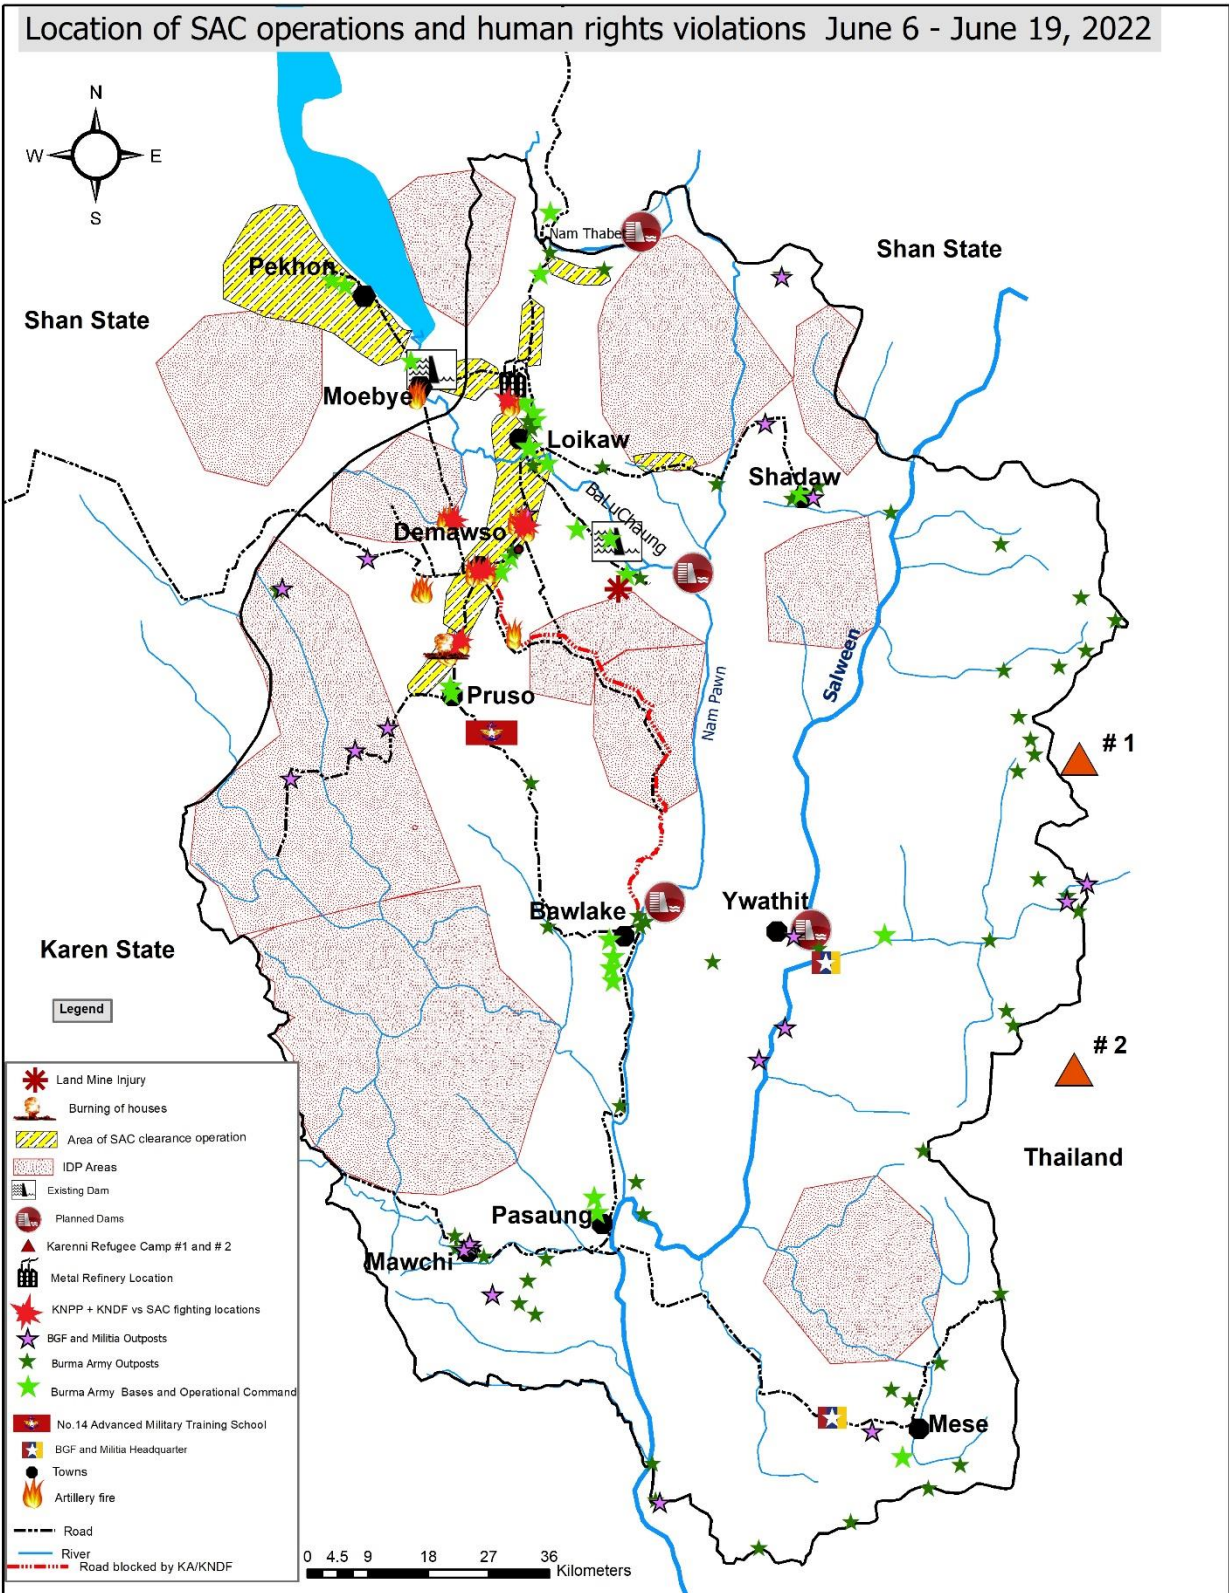 Location of SAC operations and human rights violations June 6 - June 19, 2022
N
W
E
S
Shan State
Nam Thabet
Pekhon
Shan State
Moebye
Loikaw
Shadaw
BaLuChaung
Demawso
Salween
Nam Pawn
Pruso
# 1
Bawlake
Ywathit
Karen State
# 2
Thailand
Pasaung
Mawchi
Mese
Legend
Land Mine Injury
Burning of houses
Area of SAC clearance operation
IDP Areas
Existing Dam
Planned Dams
Karenni Refugee Camp #1 and # 2
Metal Refinery Location
KNPP + KNDF vs SAC fighting locations
BGF and Militia Outposts
Burma Army Outposts
Burma Army Bases and Operational Command
No.14 Advanced Military Training School
BGF and Militia Headquarter
Towns
Artillery fire
Road
River
Road blocked by KA/KNDF
0 4.5 9 18 27 36
Kilometers